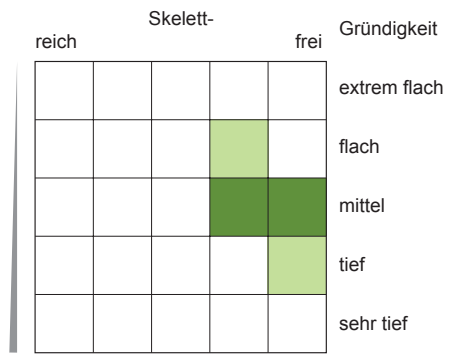 Skelett-
reich
frei
Gründigkeit
extrem flach
flach
mittel
tief
sehr tief